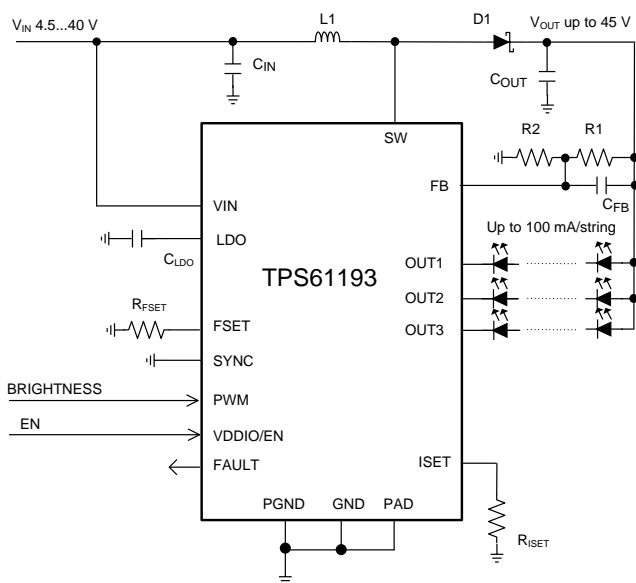 VIN 4.5...40 V
L1
D1
VOUT up to 45 V
CIN
COUT
SW
R2
R1
FB
CFB
VIN
Up to 100 mA/string
LDO
CLDO
OUT1
TPS61193
OUT2
RFSET
FSET
OUT3
SYNC
BRIGHTNESS
PWM
EN
VDDIO/EN
FAULT
ISET
PGND
GND
PAD
RISET